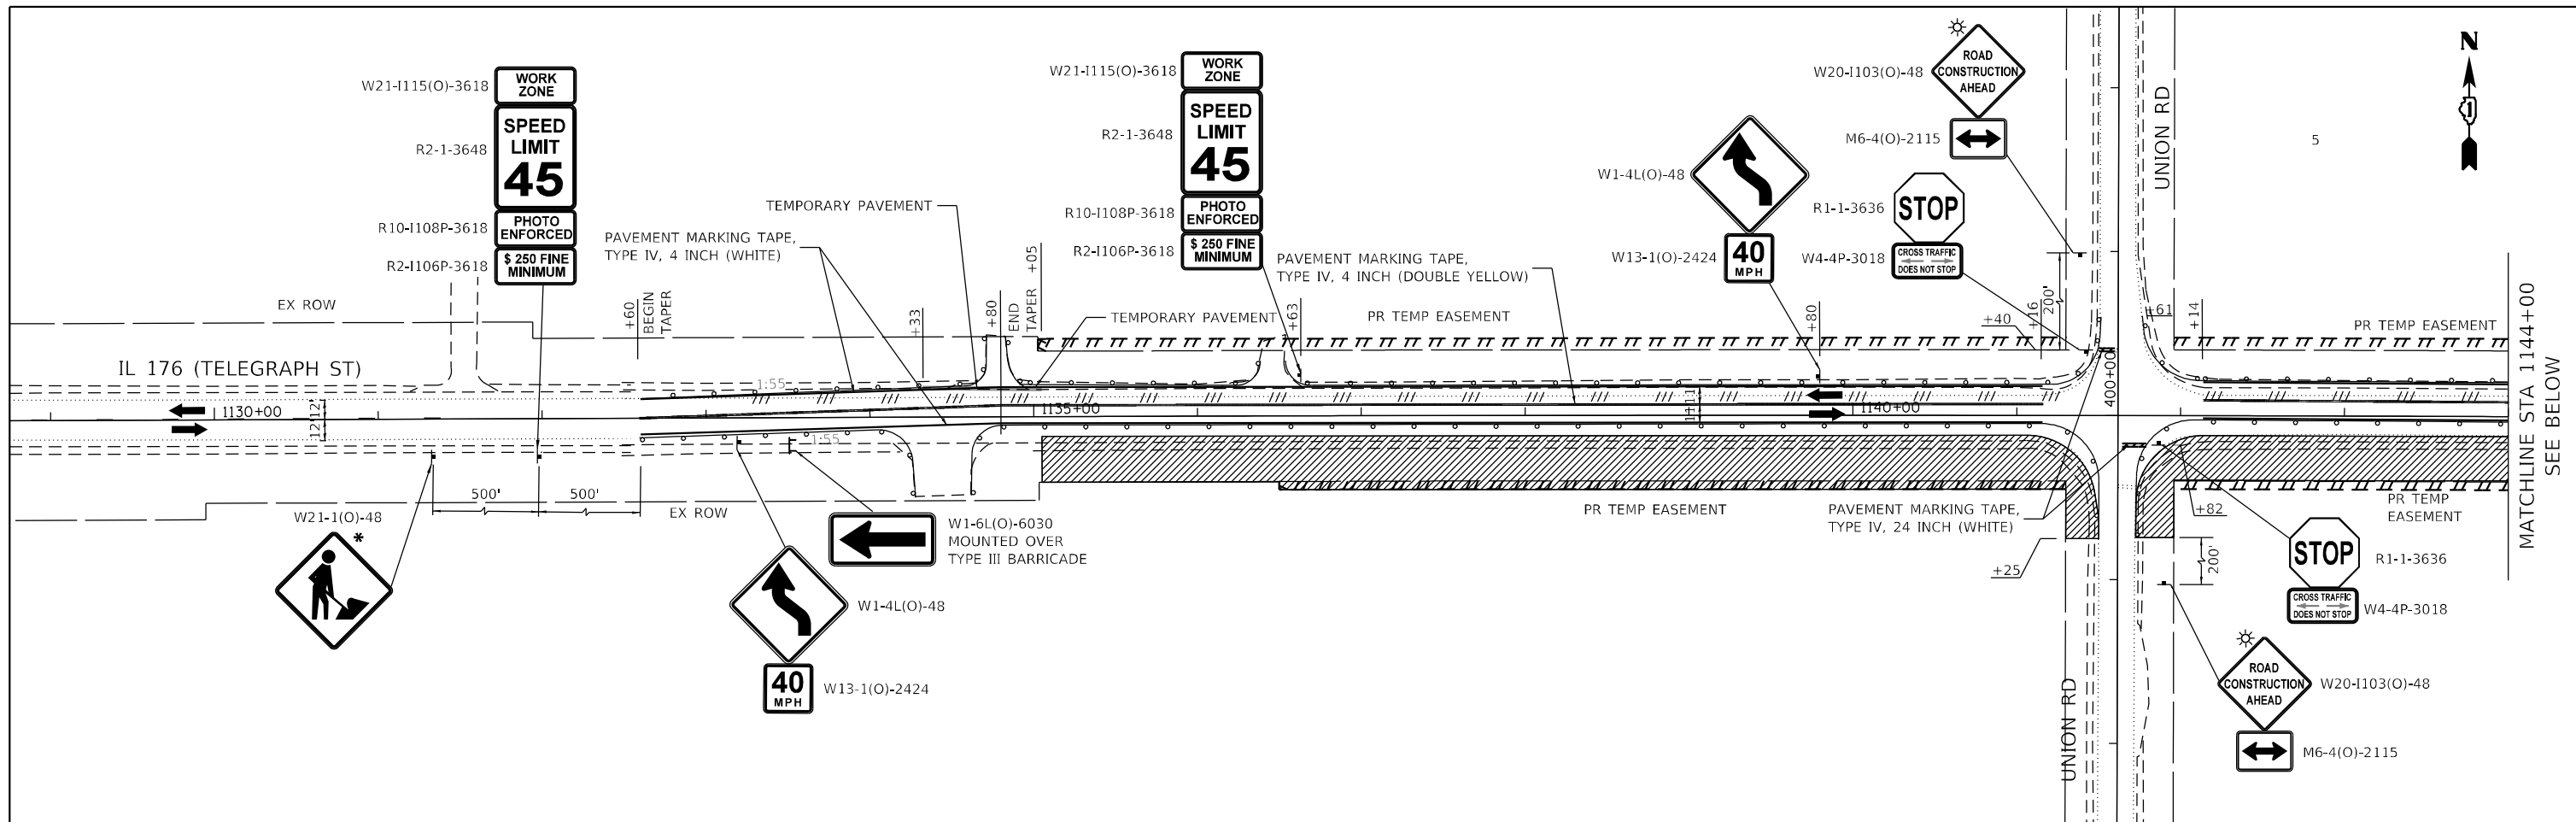 W21-I115(O)-3618
WORK
ZONE
R2-1-3648
SPEED
LIMIT
45
R10-I108P-3618
PHOTO
ENFORCED
R2-I106P-3618
$ 250 FINE
MINIMUM
TEMPORARY PAVEMENT
PAVEMENT MARKING TAPE,
TYPE IV, 4 INCH (WHITE)
EX ROW
+60
BEGIN
TAPER
+33
+80
END
TAPER +05
W21-I115(O)-3618
WORK
ZONE
R2-1-3648
SPEED
LIMIT
45
R10-I108P-3618
PHOTO
ENFORCED
R2-I106P-3618
$ 250 FINE
MINIMUM
PAVEMENT MARKING TAPE,
TYPE IV, 4 INCH (DOUBLE YELLOW)
TEMPORARY PAVEMENT
+63
PR TEMP EASEMENT
W1-4L(O)-48
W13-1(O)-2424
40
MPH
+80
W20-I103(O)-48
ROAD
CONSTRUCTION
AHEAD
M6-4(O)-2115
R1-1-3636
STOP
W4-4P-3018
CROSS TRAFFIC
DOES NOT STOP
+40
+16
200'
UNION RD
+61
+14
N
1
5
PR TEMP EASEMENT
MATCHLINE STA 1144+00
SEE BELOW
IL 176 (TELEGRAPH ST)
1130+00
12'
12'
1:55
1:55
1135+00
11'
11'
1140+00
400+00
500'
500'
EX ROW
W21-1(O)-48
*
W1-6L(O)-6030
MOUNTED OVER
TYPE III BARRICADE
W1-4L(O)-48
40
MPH
W13-1(O)-2424
PR TEMP EASEMENT
PAVEMENT MARKING TAPE,
TYPE IV, 24 INCH (WHITE)
+25
UNION RD
+82
200'
PR TEMP
EASEMENT
STOP
R1-1-3636
CROSS TRAFFIC
DOES NOT STOP
W4-4P-3018
ROAD
CONSTRUCTION
AHEAD
W20-I103(O)-48
M6-4(O)-2115